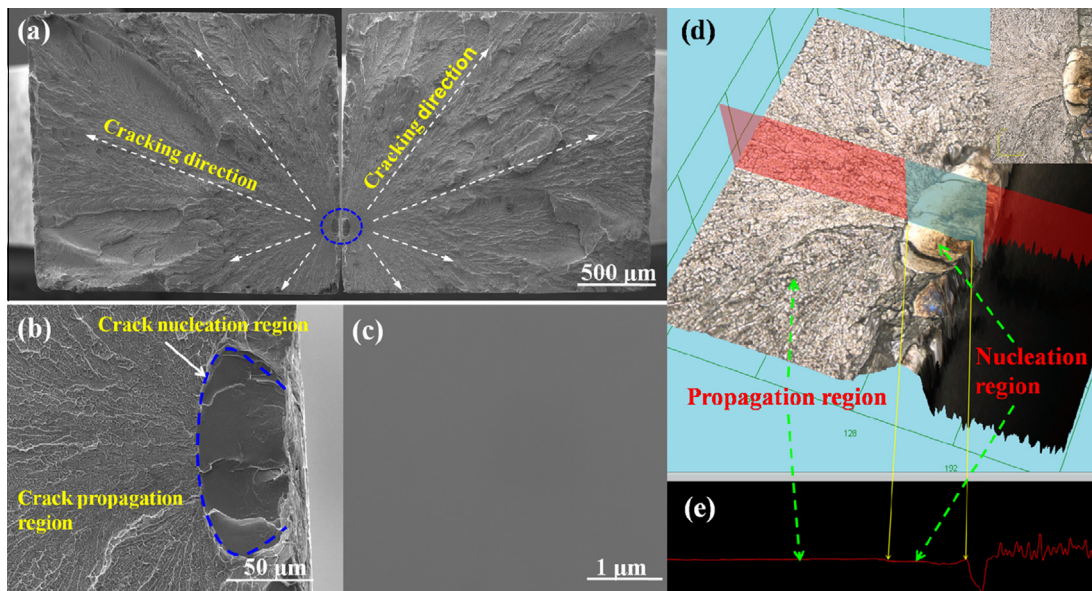 (a)
Cracking direction
Cracking direction
500 μm
(b)
Crack nucleation
region
Crack propagation
region
50 μm
(c)
1 μm
(d)
Propagation region
Nucleation
region
128
192
(e)